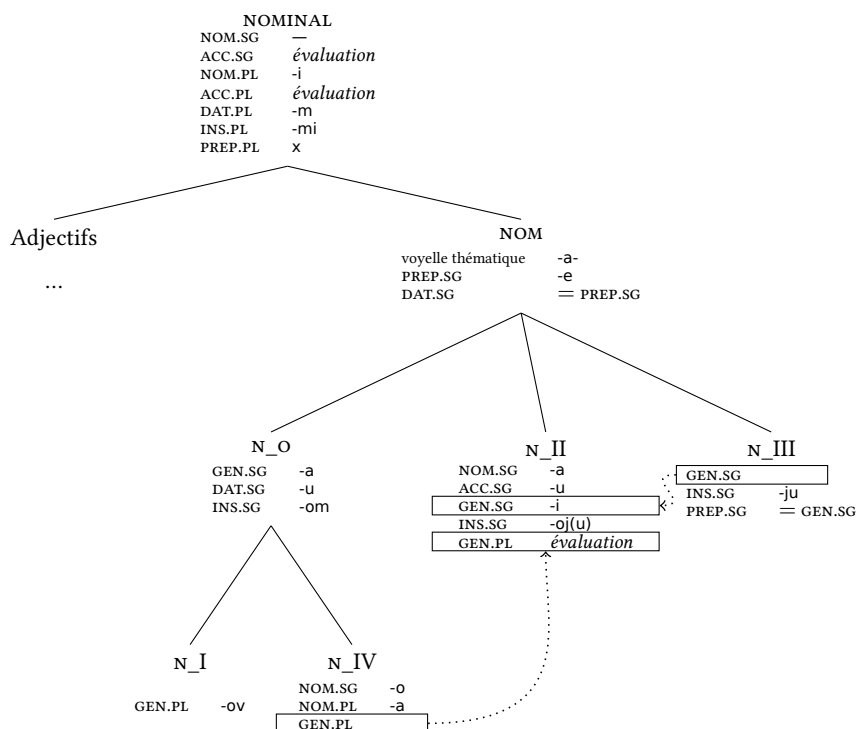 NOMINAL
NOM.SG —
ACC.SG évaluation
NOM.PL -i
ACC.PL évaluation
DAT.PL -m
INS.PL -mi
PREP.PL x
Adjectifs
...
NOM
voyelle thématique -a-
PREP.SG -e
DAT.SG = PREP.SG
N_O
GEN.SG -a
DAT.SG -u
INS.SG -om
N_II
NOM.SG -a
ACC.SG -u
GEN.SG -i
INS.SG -oj(u)
GEN.PL évaluation
N_III
GEN.SG
INS.SG -ju
PREP.SG = GEN.SG
N_I
GEN.PL -ov
N_IV
NOM.SG -o
NOM.PL -a
GEN.PL